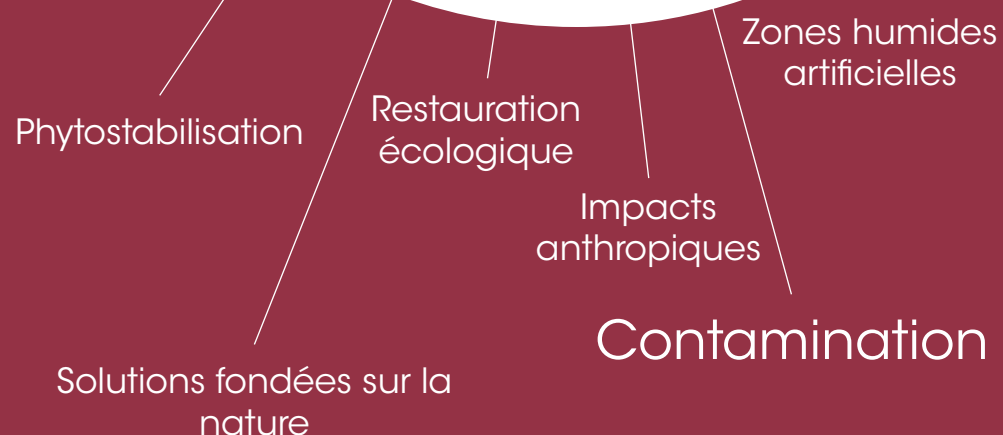 Zones humides
artificielles
Phytostabilisation
Restauration
écologique
Impacts
anthropiques
Contamination
Solutions fondées sur la
nature